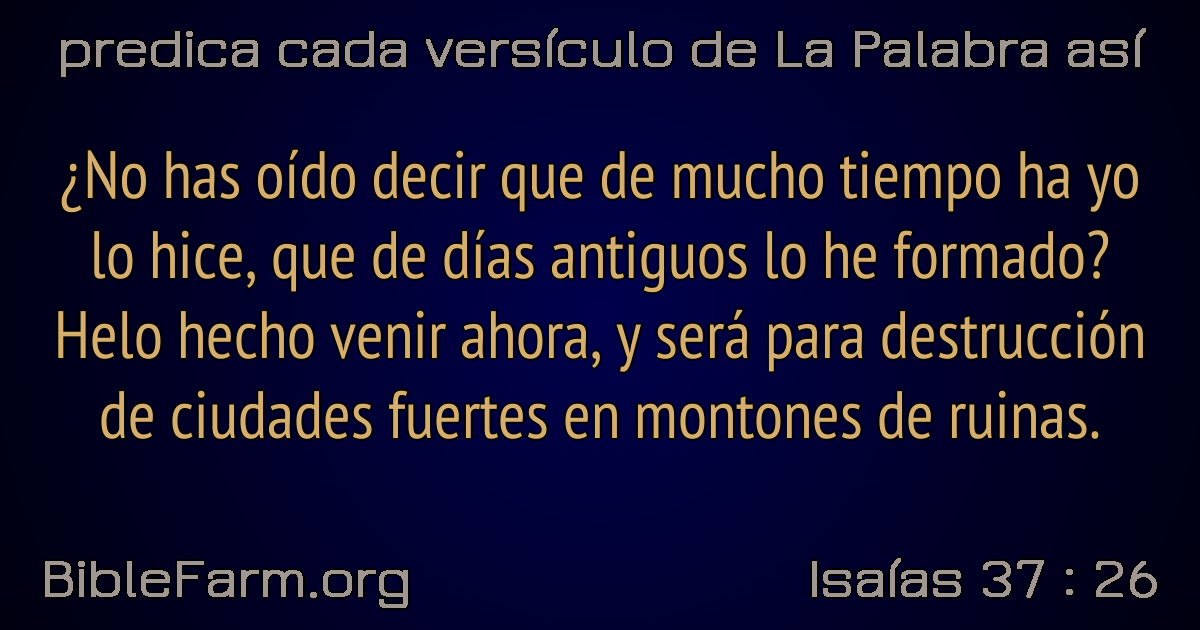 predica cada versículo de La Palabra así
¿No has oído decir que de mucho tiempo ha yo
lo hice, que de días antiguos lo he formado?
Helo hecho venir ahora, y será para destrucción
de ciudades fuertes en montones de ruinas.
BibleFarm.org
Isaías 37 : 26